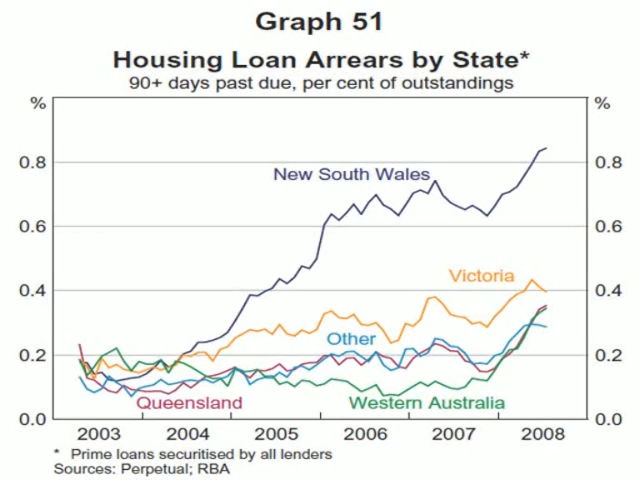 Graph 51
Housing Loan Arrears by State*
90+ days past due, per cent of outstandings
% %
New South Wales
0.8 0.8
0.6 0.6
Victoria
0.4 0.4
Other
0.2 0.2
Queensland Western Australia
0.0 0.0
2003 2004 2005 2006 2007 2008
* Prime loans securitised by all lenders
Sources: Perpetual; RBA